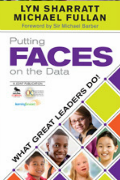 LYN SHARRATT
MICHAEL FULLAN
Foreword by Sir Michael Barber
Putting
FACES
on the Data
WHAT GREAT LEADERS DO!